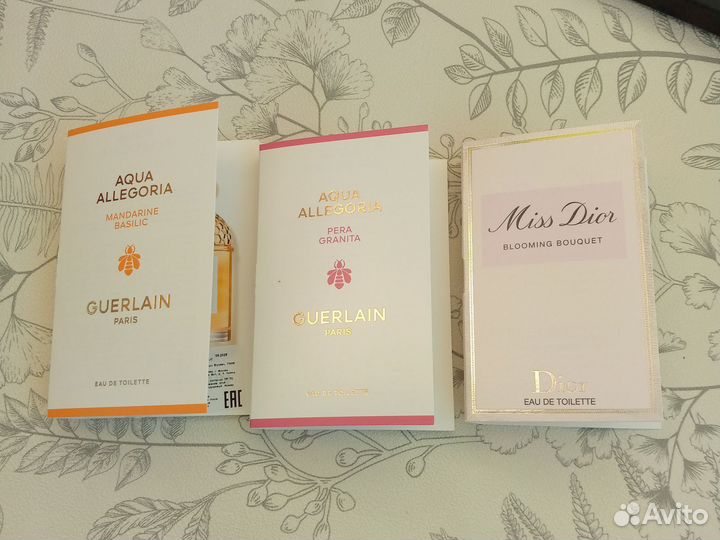 AQUA
ALLEGORIA
MANDARINE
BASILIC
GUERLAIN
PARIS
EAU DE TOILETTE
EAC
AQUA
ALLEGORIA
PERA
GRANITA
GUERLAIN
PARIS
EAU DE TOILETTE
Miss Dior
BLOOMING BOUQUET
Dior
EAU DE TOILETTE
Avito